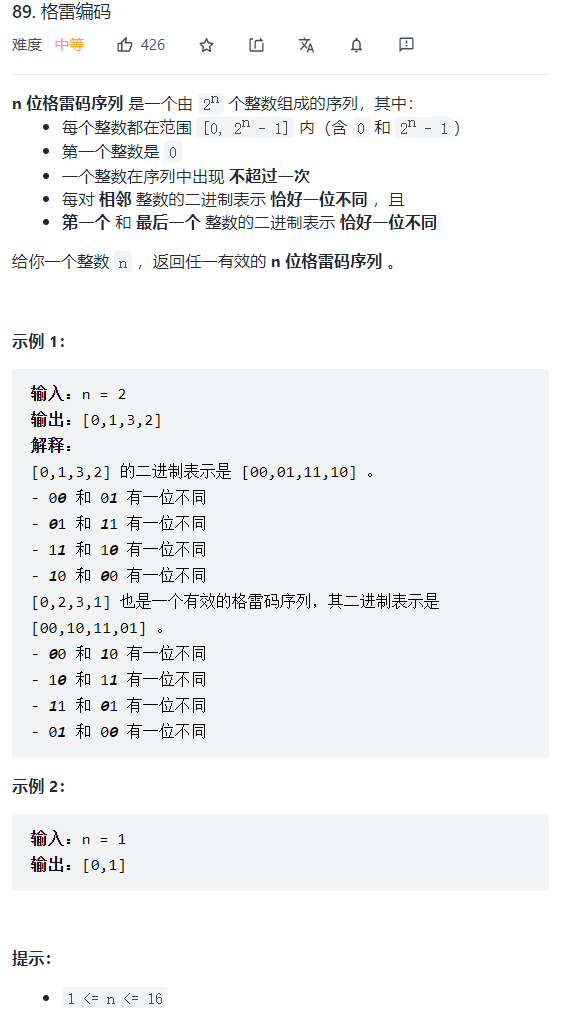 89. 格雷编码
难度 中等 426
n 位格雷码序列 是一个由 2ⁿ 个整数组成的序列，其中：
• 每个整数都在范围 [0, 2ⁿ - 1] 内（含 0 和 2ⁿ - 1）
• 第一个整数是 0
• 一个整数在序列中出现 不超过一次
• 每对 相邻 整数的二进制表示 恰好一位不同 ，且
• 第一个 和 最后一个 整数的二进制表示 恰好一位不同
给你一个整数 n ，返回任一有效的 n 位格雷码序列 。
示例 1：
输入：n = 2
输出：[0,1,3,2]
解释：
[0,1,3,2] 的二进制表示是 [00,01,11,10] 。
- 00 和 01 有一位不同
- 01 和 11 有一位不同
- 11 和 10 有一位不同
- 10 和 00 有一位不同
[0,2,3,1] 也是一个有效的格雷码序列，其二进制表示是
[00,10,11,01] 。
- 00 和 10 有一位不同
- 10 和 11 有一位不同
- 11 和 01 有一位不同
- 01 和 00 有一位不同
示例 2：
输入：n = 1
输出：[0,1]
提示：
• 1 <= n <= 16